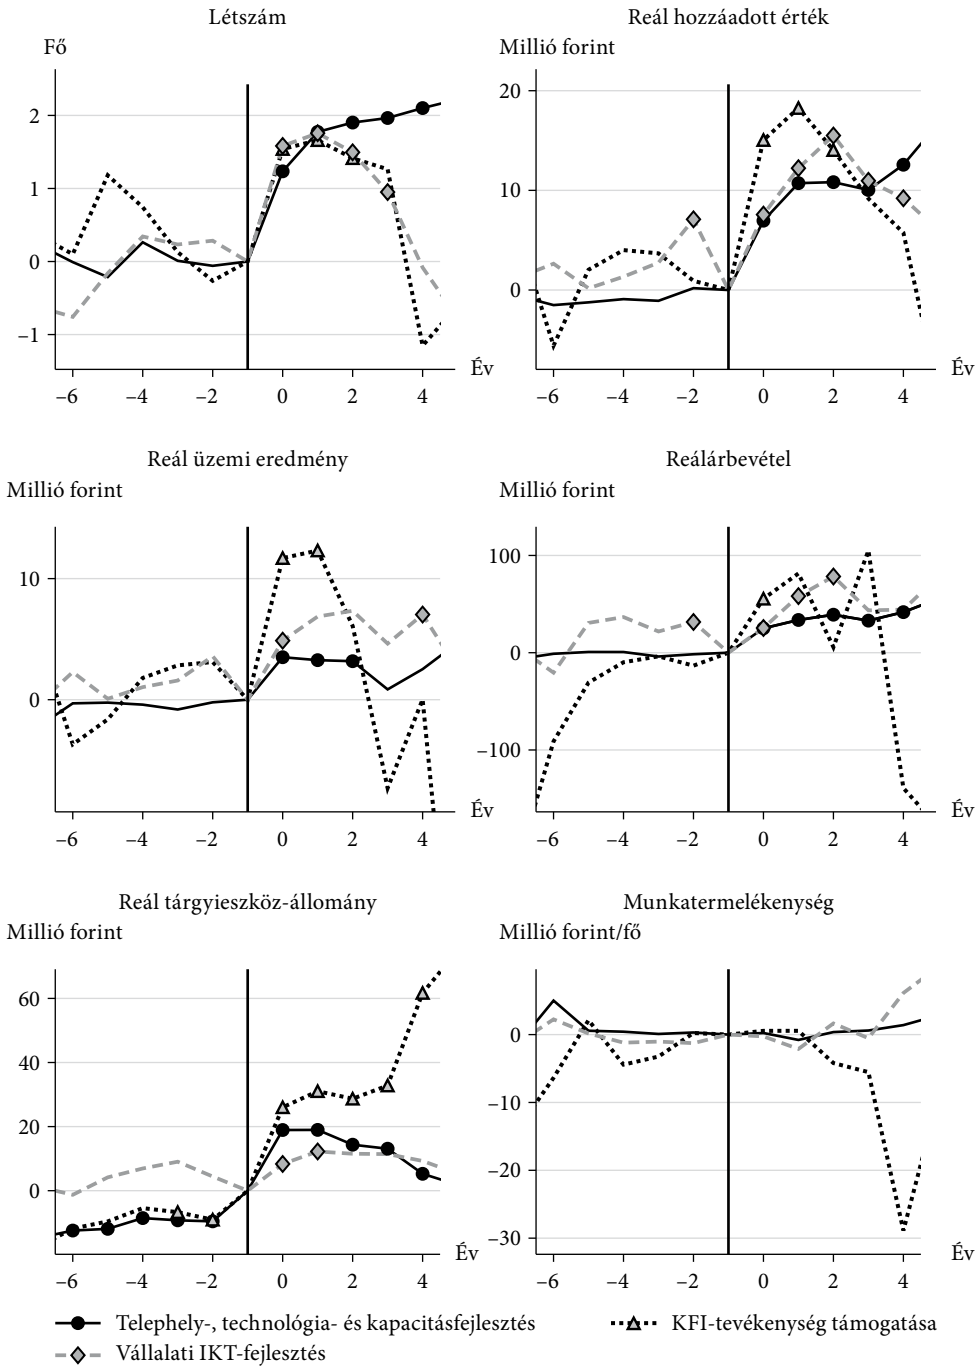 Létszám
Fő
2
1
0
–1
Év
–6 –4 –2 0 2 4
Reál hozzáadott érték
Millió forint
20
10
0
Év
–6 –4 –2 0 2 4
Reál üzemi eredmény
Millió forint
10
0
Év
–6 –4 –2 0 2 4
Reálárbevétel
Millió forint
100
0
–100
Év
–6 –4 –2 0 2 4
Reál tárgyieszköz-állomány
Millió forint
60
40
20
0
Év
–6 –4 –2 0 2 4
Munkatermelékenység
Millió forint/fő
0
–10
–20
–30
Év
–6 –4 –2 0 2 4
Telephely-, technológia- és kapacitásfejlesztés
KFI-tevékenység támogatása
Vállalati IKT-fejlesztés